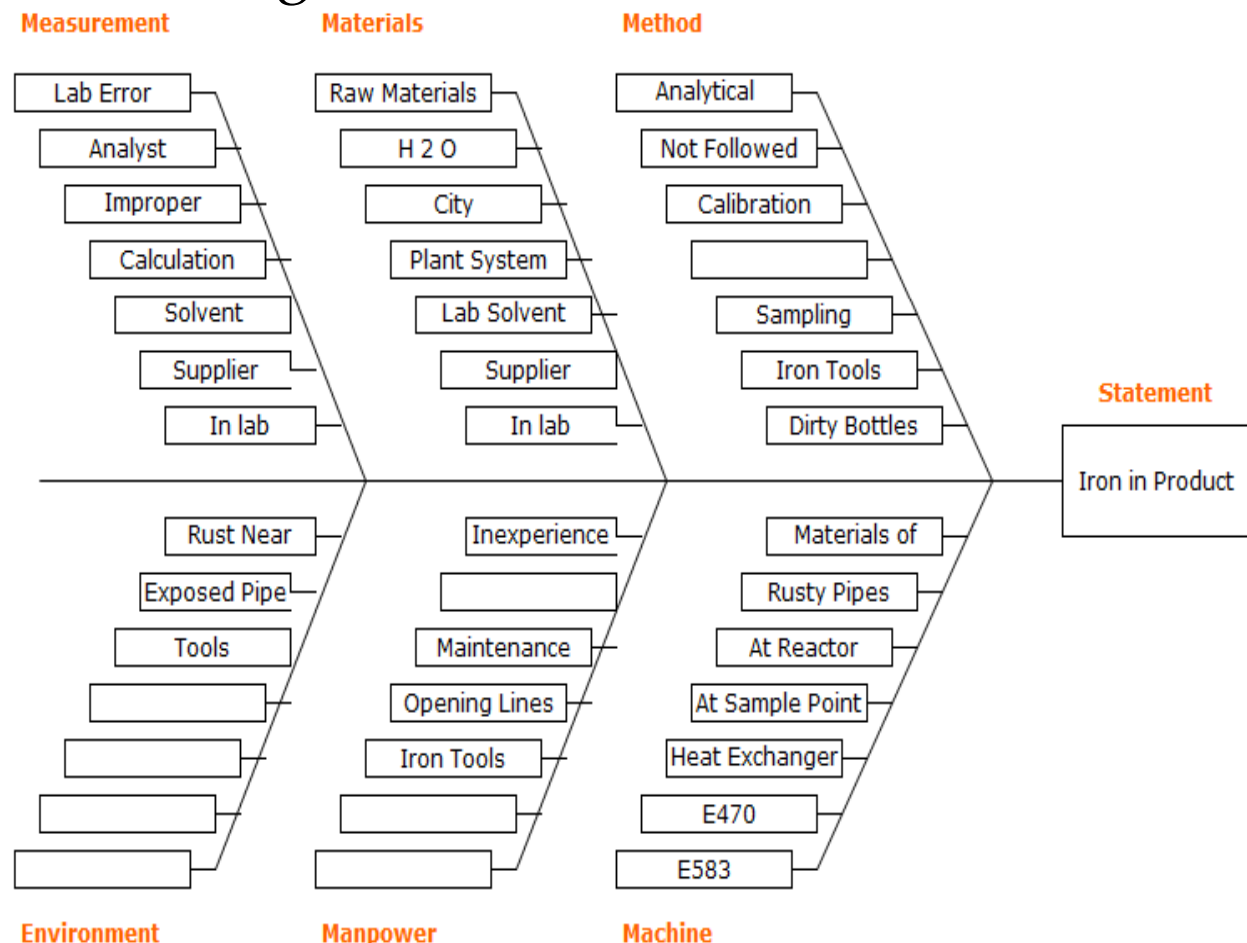 Measurement
Materials
Method
Lab Error
Raw Materials
Analytical
Analyst
H 2 O
Not Followed
Improper
City
Calibration
Calculation
Plant System
Solvent
Lab Solvent
Sampling
Supplier
Supplier
Iron Tools
In lab
In lab
Dirty Bottles
Statement
Iron in Product
Rust Near
Inexperience
Materials of
Exposed Pipe
Rusty Pipes
Tools
Maintenance
At Reactor
Opening Lines
At Sample Point
Iron Tools
Heat Exchanger
E470
E583
Environment
Manpower
Machine